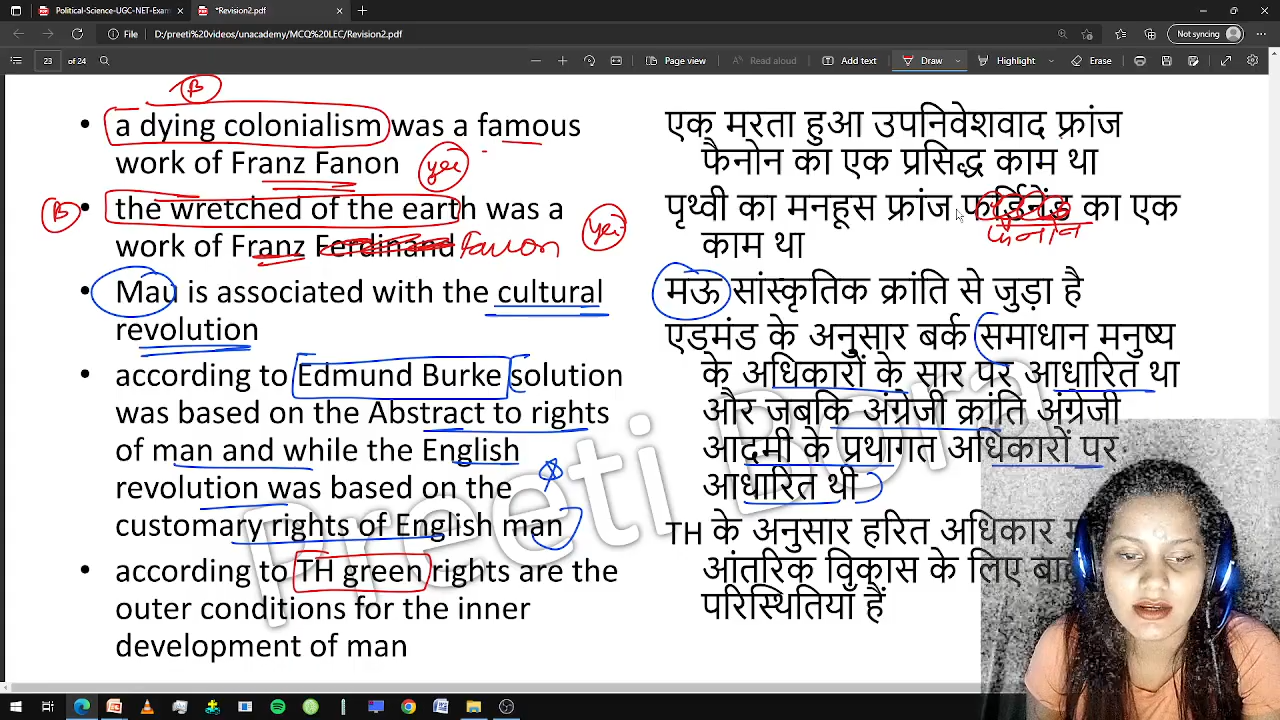 Political-Science-UGC-NET-Exam
*Revision2.pdf
File
D:/preeti%20videos/unacademy/MCQ%20LEC/Revision2.pdf
Not syncing
23 of 24
Page view
Read aloud
Add text
Draw
Highlight
Erase
B
a dying colonialism was a famous
work of Franz Fanon yes
B the wretched of the earth was a
work of Franz Ferdinand Fanon yes
Mau is associated with the cultural
revolution
according to Edmund Burke solution
was based on the Abstract to rights
of man and while the English
revolution was based on the
customary rights of English man
according to TH green rights are the
outer conditions for the inner
development of man
एक मरता हुआ उपनिवेशवाद फ्रांज
फैनोन का एक प्रसिद्ध काम था
पृथ्वी का मनहूस फ्रांज फर्डिनेंड का एक
फेनोन
काम था
मऊ सांस्कृतिक क्रांति से जुड़ा है
एडमंड के अनुसार बर्क समाधान मनुष्य
के अधिकारों के सार पर आधारित था
और जबकि अंग्रेजी क्रांति अंग्रेजी
आदमी के प्रथागत अधिकारों पर
आधारित थी
TH के अनुसार हरित अधिकार
आंतरिक विकास के लिए
परिस्थितियाँ हैं
Preeti Bora